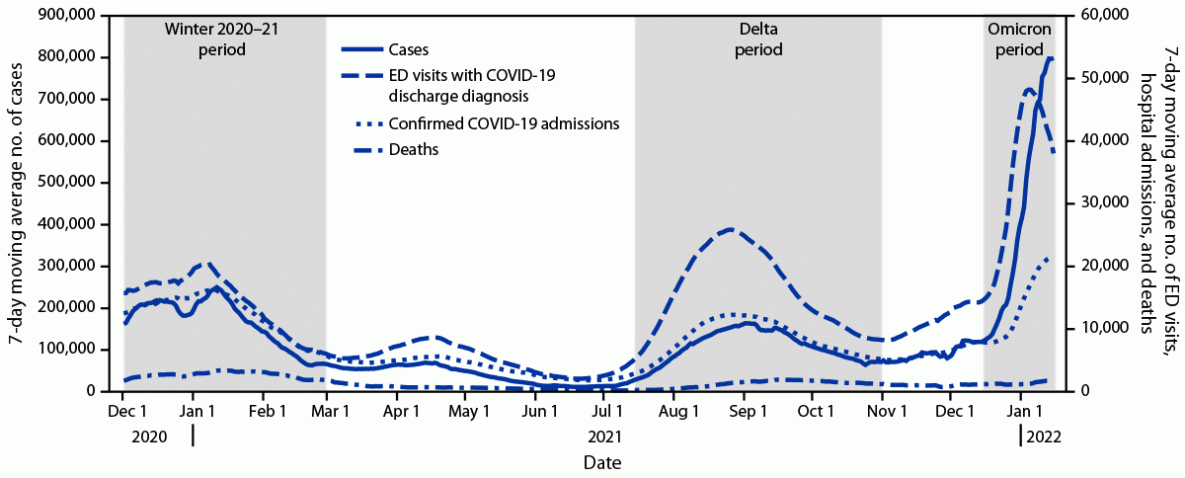 Winter 2020–21
period
Delta
period
Omicron
period
Cases
ED visits with COVID-19
discharge diagnosis
Confirmed COVID-19 admissions
Deaths
7-day moving average no. of cases
900,000
800,000
700,000
600,000
500,000
400,000
300,000
200,000
100,000
0
60,000
50,000
40,000
30,000
20,000
10,000
0
7-day moving average no. of ED visits,
hospital admissions, and deaths
Dec 1 Jan 1 Feb 1 Mar 1 Apr 1 May 1 Jun 1 Jul 1 Aug 1 Sep 1 Oct 1 Nov 1 Dec 1 Jan 1
2020 2021 2022
Date